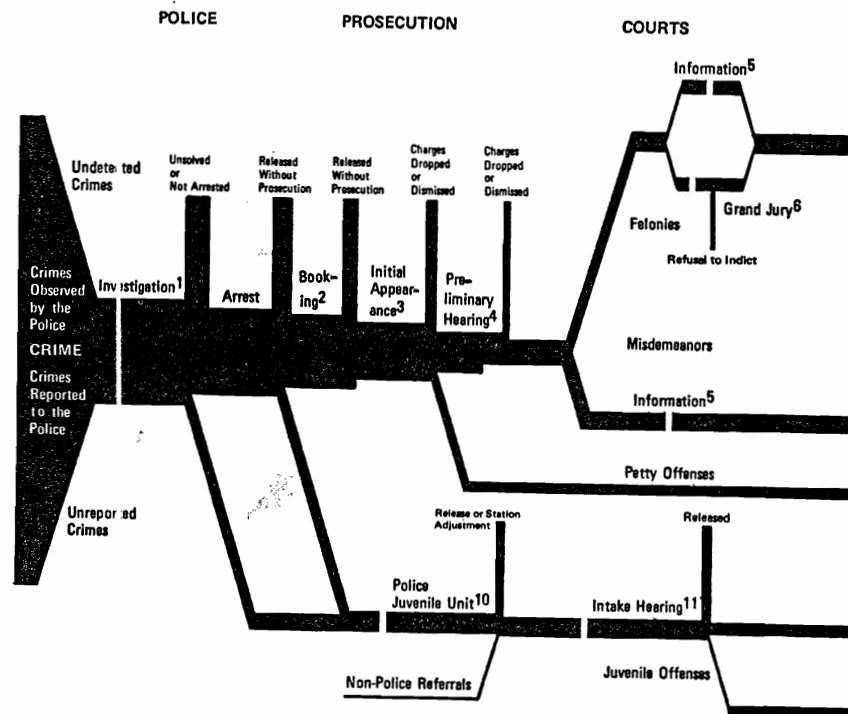 POLICE
PROSECUTION
COURTS
Information5
Undetected
Crimes
Unsolved
or
Not Arrested
Released
Without
Prosecution
Released
Without
Prosecution
Charges
Dropped
or
Dismissed
Charges
Dropped
or
Dismissed
Felonies
Grand Jury6
Refusal to Indict
Crimes
Observed
by the
Police
CRIME
Crimes
Reported
to the
Police
Investigation1
Arrest
Book-
ing2
Initial
Appear-
ance3
Pre-
liminary
Hearing4
Misdemeanors
Information5
Petty Offenses
Unreported
Crimes
Release or Station
Adjustment
Released
Police
Juvenile Unit10
Intake Hearing11
Non-Police Referrals
Juvenile Offenses